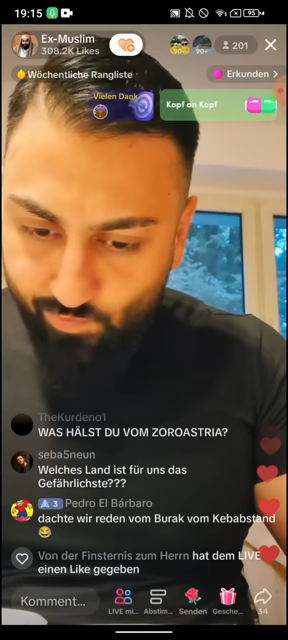 19:15
95
Ex-Muslim
308.2K Likes
90+
90+
201
Wöchentliche Rangliste
Erkunden >
Vielen Dank
Kopf an Kopf
TheKurdeno1
WAS HÄLST DU VOM ZOROASTRIA?
seba5neun
Welches Land ist für uns das
Gefährlichste???
3 Pedro El Bárbaro
dachte wir reden vom Burak vom Kebabstand
😂
Von der Finsternis zum Herrn hat dem LIVE
einen Like gegeben
Komment...
LIVE mi...
Abstim...
Senden
Gesche...
34